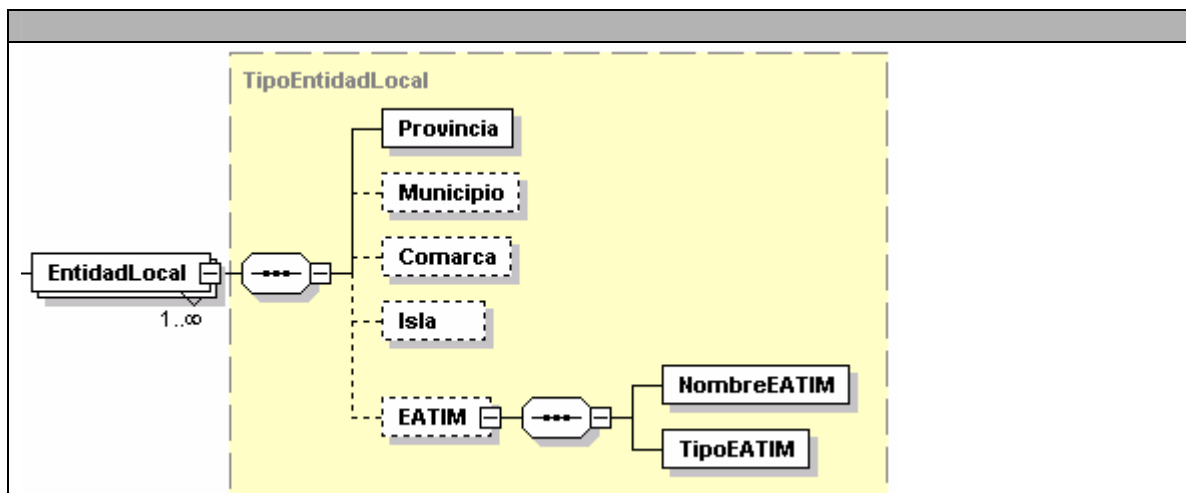 TipoEntidadLocal
Provincia
Municipio
Comarca
EntidadLocal
1..∞
Isla
EATIM
NombreEATIM
TipoEATIM